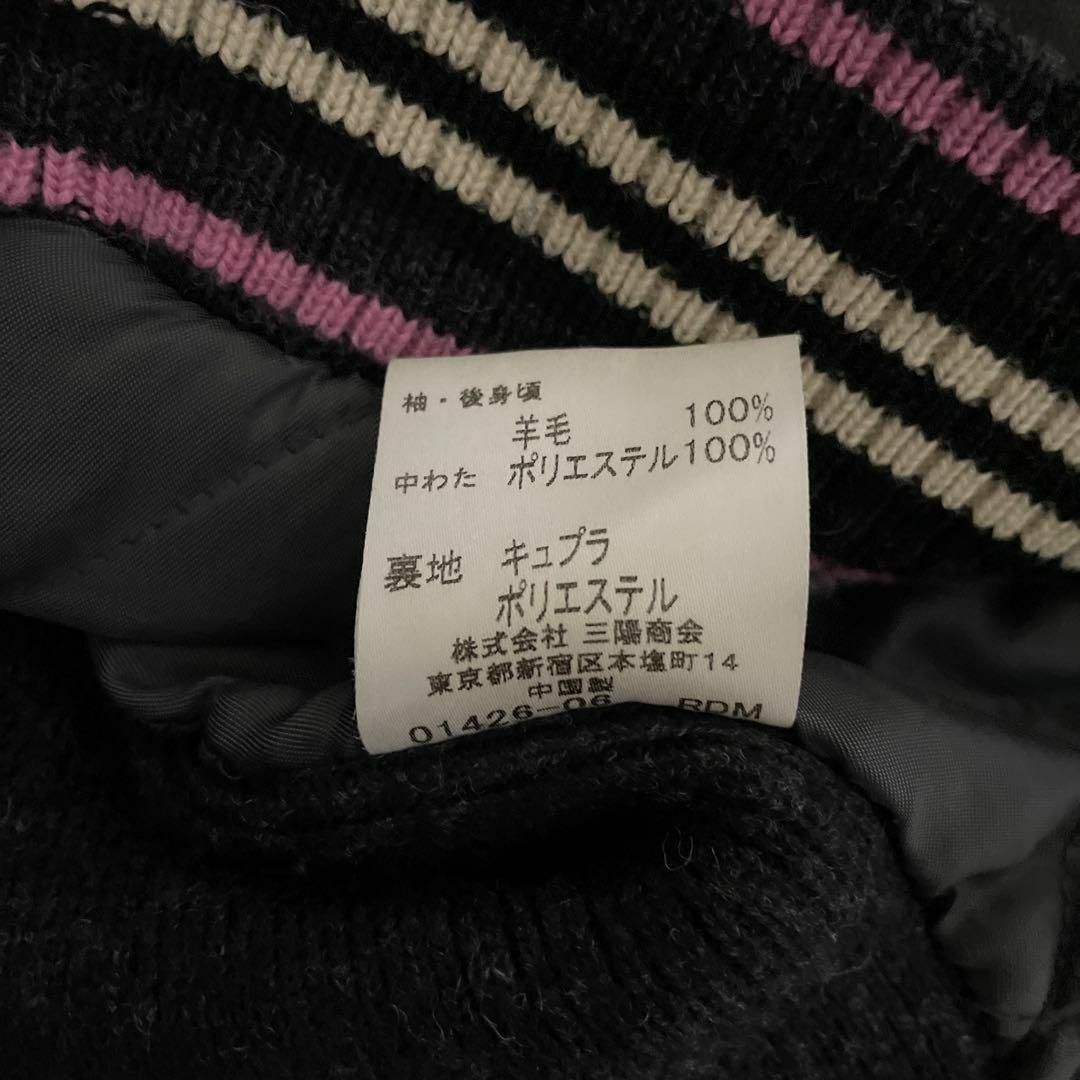 袖・後身頃
羊毛 100%
中わた ポリエステル100%
裏地 キュプラ
ポリエステル
株式会社 三陽商会
東京都新宿区本塩町14
中国製
01426-06 RDM